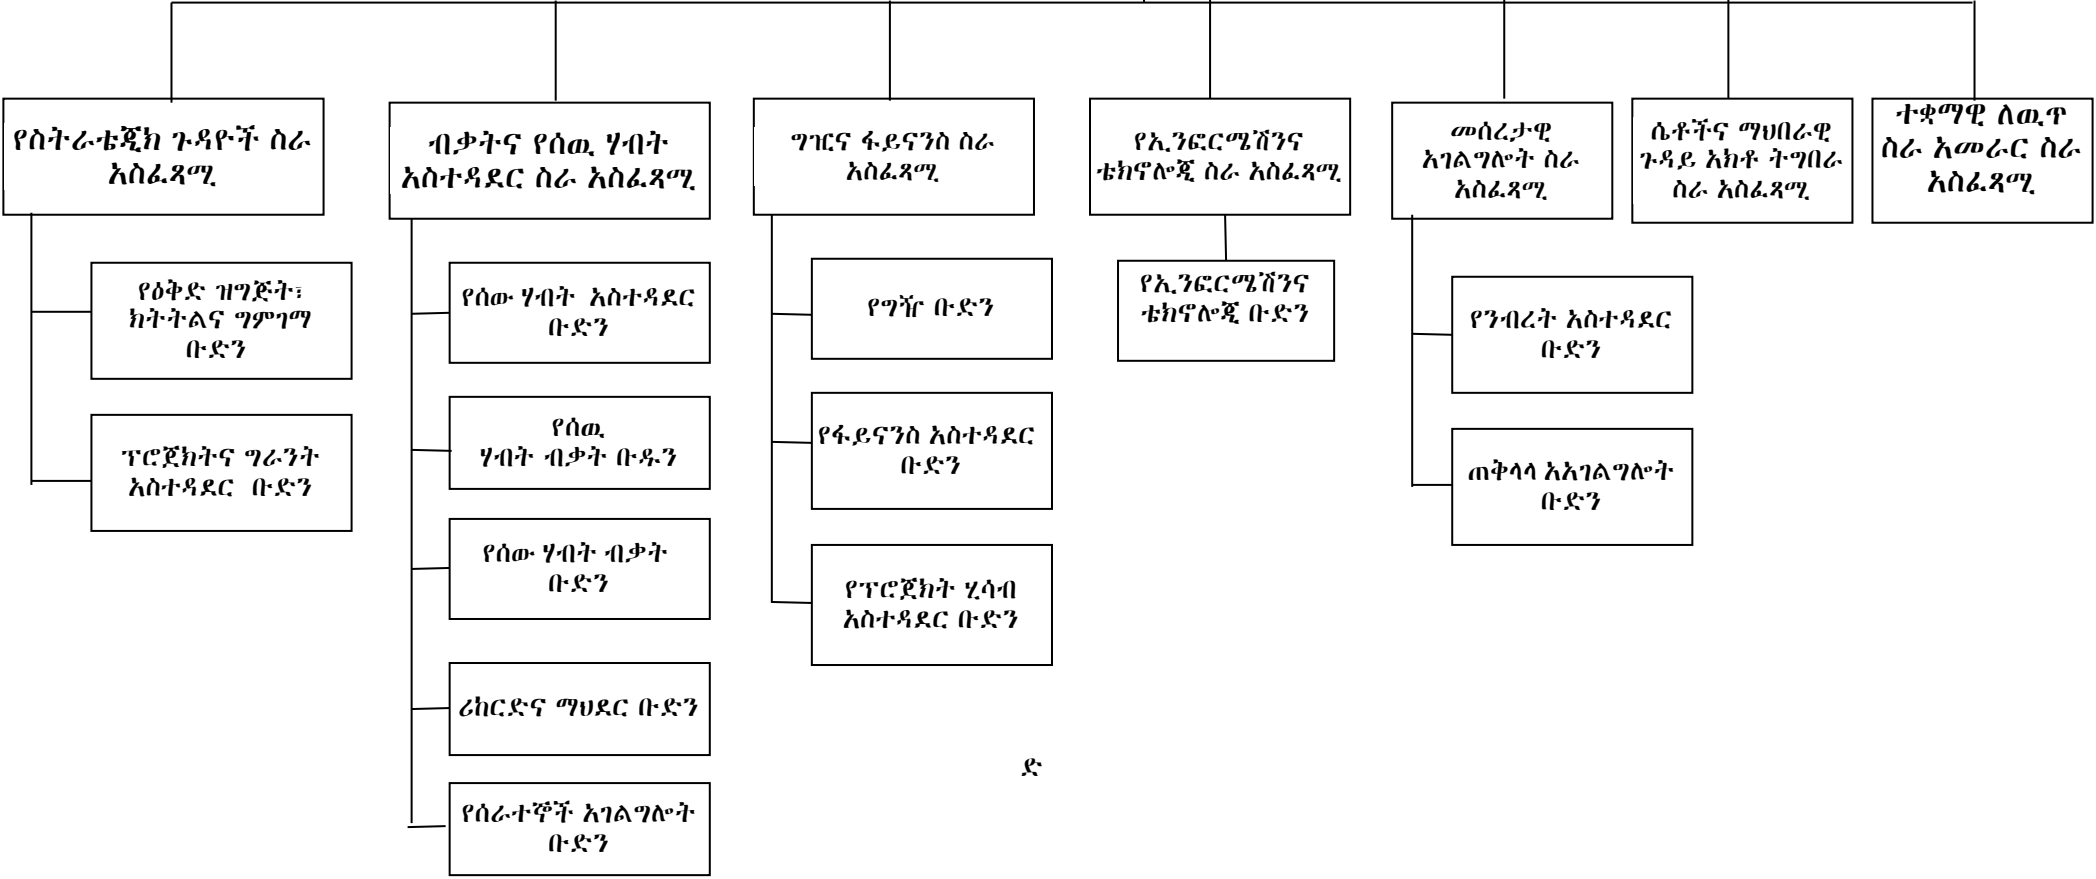 የስትራቴጂክ ጉዳዮች ስራ
አስፈጻሚ
የዕቅድ ዝግጅት፣
ክትትልና ግምገማ
ቡድን
ፕሮጀክትና ግራንት
አስተዳደር ቡድን
ብቃትና የሰዉ ሃብት
አስተዳደር ስራ አስፈጻሚ
የሰው ሃብት አስተዳደር
ቡድን
የሰዉ
ሃብት ብቃት ቡዱን
የሰው ሃብት ብቃት
ቡድን
ሪከርድና ማህደር ቡድን
የሰራተኞች አገልግሎት
ቡድን
ግዢና ፋይናንስ ስራ
አስፈጻሚ
የግዥ ቡድን
የፋይናንስ አስተዳደር
ቡድን
የፕሮጀክት ሂሳብ
አስተዳደር ቡድን
ድ
የኢንፎርሜሽንና
ቴክኖሎጂ ስራ አስፈጻሚ
የኢንፎርሜሽንና
ቴክኖሎጂ ቡድን
መሰረታዊ
አገልግሎት ስራ
አስፈጻሚ
የንብረት አስተዳደር
ቡድን
ጠቅላላ አአገልግሎት
ቡድን
ሴቶችና ማህበራዊ
ጉዳይ አክቶ ትግበራ
ስራ አስፈጻሚ
ተቋማዊ ለዉጥ
ስራ አመራር ስራ
አስፈጻሚ